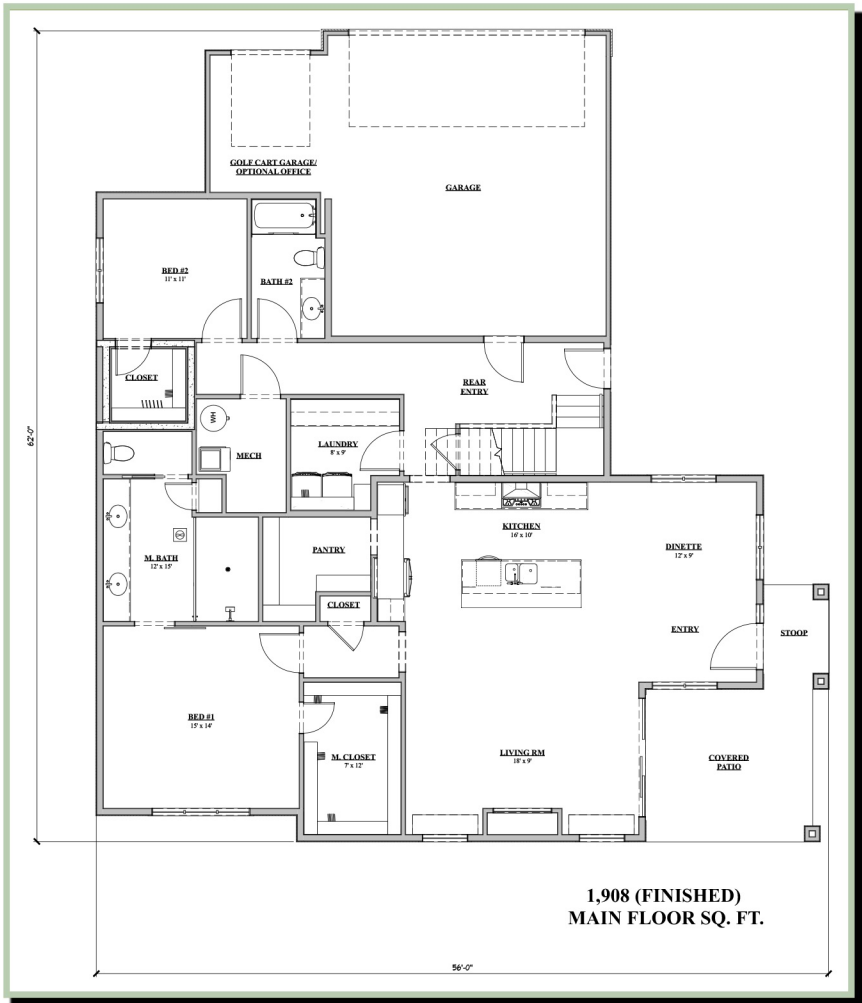 GOLF CART GARAGE/
OPTIONAL OFFICE
GARAGE
BED #2
11' x 11'
BATH #2
CLOSET
REAR
ENTRY
WH
MECH
LAUNDRY
8' x 9'
62'-0"
KITCHEN
16' x 10'
DINETTE
12' x 9'
M. BATH
12' x 15'
PANTRY
CLOSET
ENTRY
STOOP
BED #1
15' x 14'
M. CLOSET
7' x 12'
LIVING RM
18' x 9'
COVERED
PATIO
1,908 (FINISHED)
MAIN FLOOR SQ. FT.
56'-0"